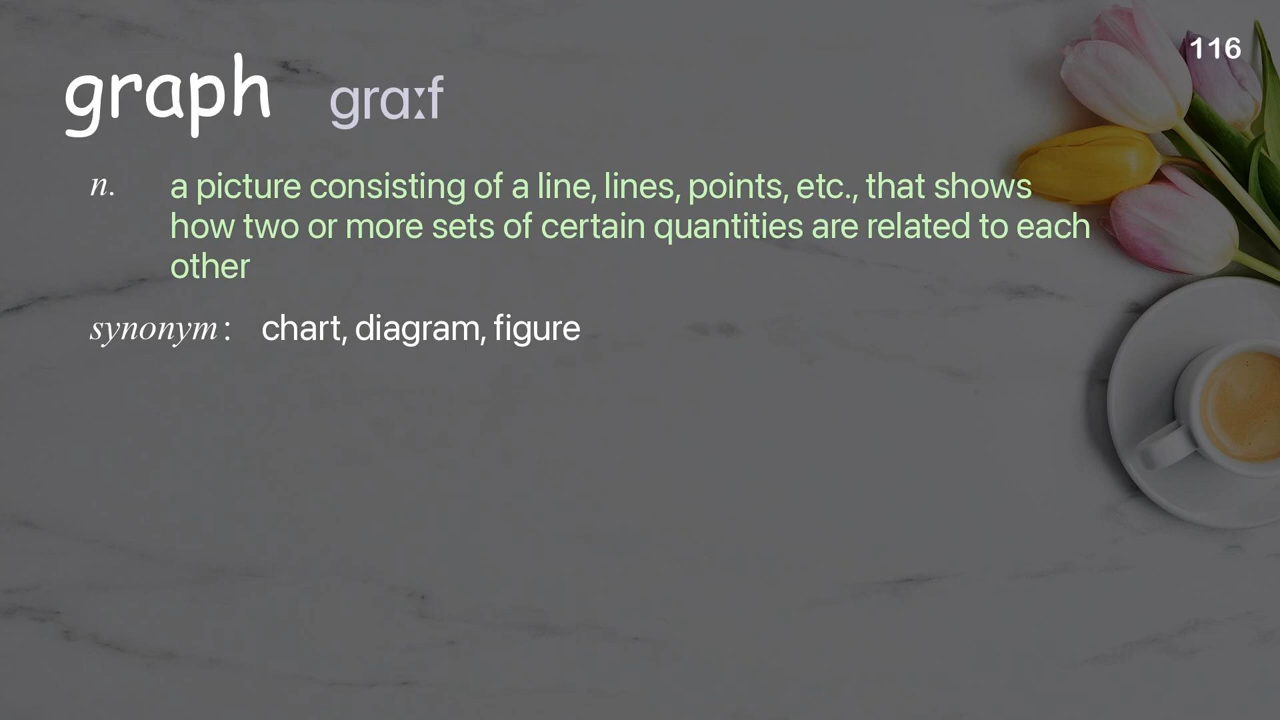 116
graph grɑːf
n. a picture consisting of a line, lines, points, etc., that shows
how two or more sets of certain quantities are related to each
other
synonym: chart, diagram, figure